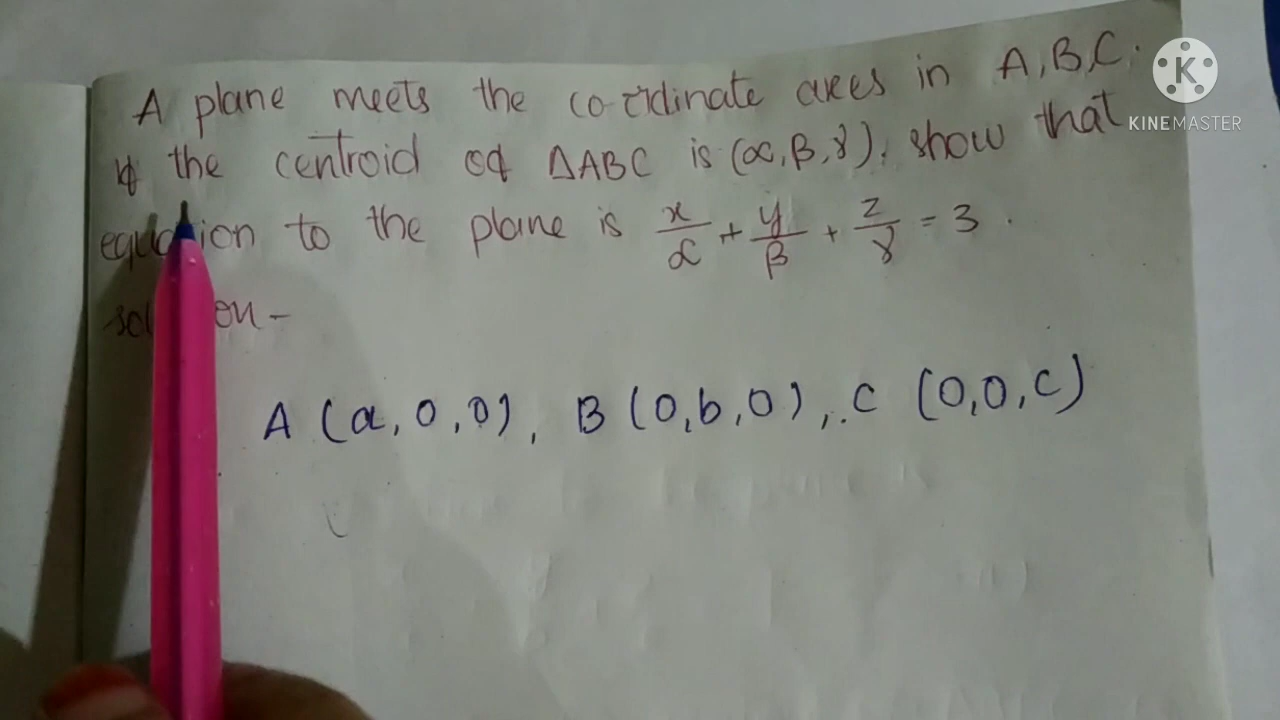 A plane meets the co-ordinate axes in A, B, C.
If the centroid of ΔABC is (α, β, γ). show that
equation to the plane is x/α + y/β + z/γ = 3.
A (a, 0, 0), B (0, b, 0), C (0, 0, c)
K
KINEMASTER